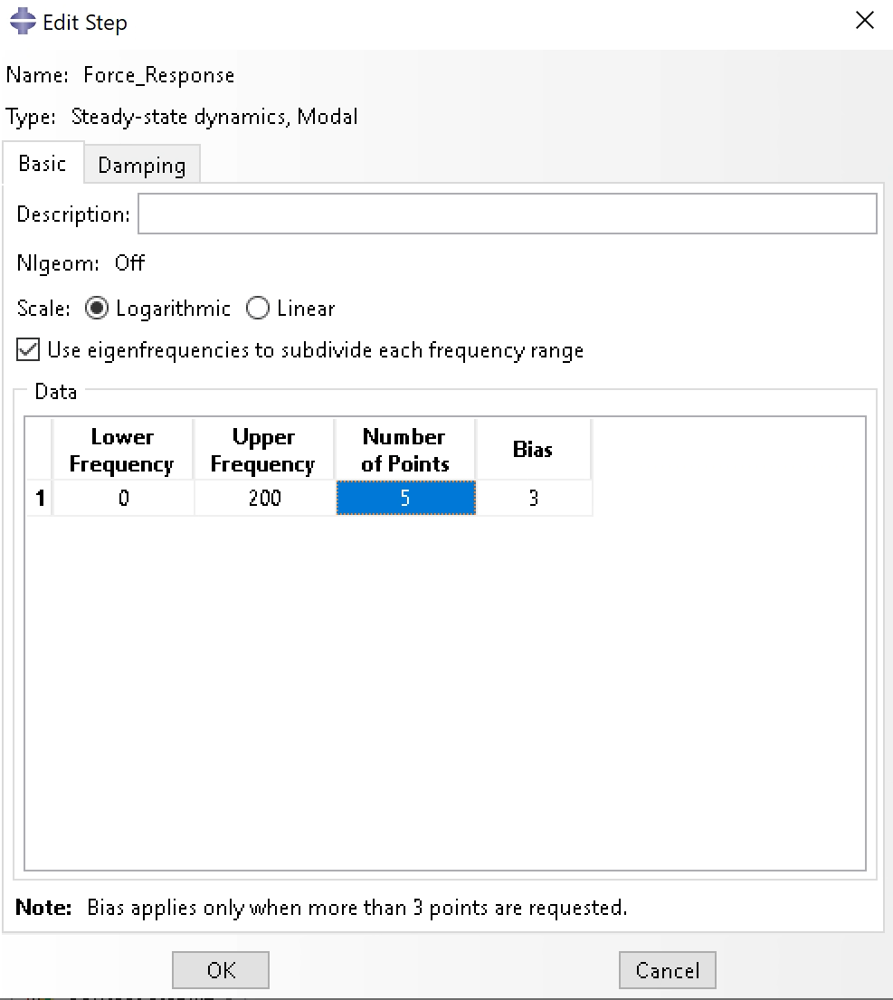 Edit Step
Name: Force_Response
Type: Steady-state dynamics, Modal
Basic Damping
Description:
Nlgeom: Off
Scale: Logarithmic Linear
Use eigenfrequencies to subdivide each frequency range
Data
Lower Frequency Upper Frequency Number of Points Bias
1 0 200 5 3
Note: Bias applies only when more than 3 points are requested.
OK Cancel